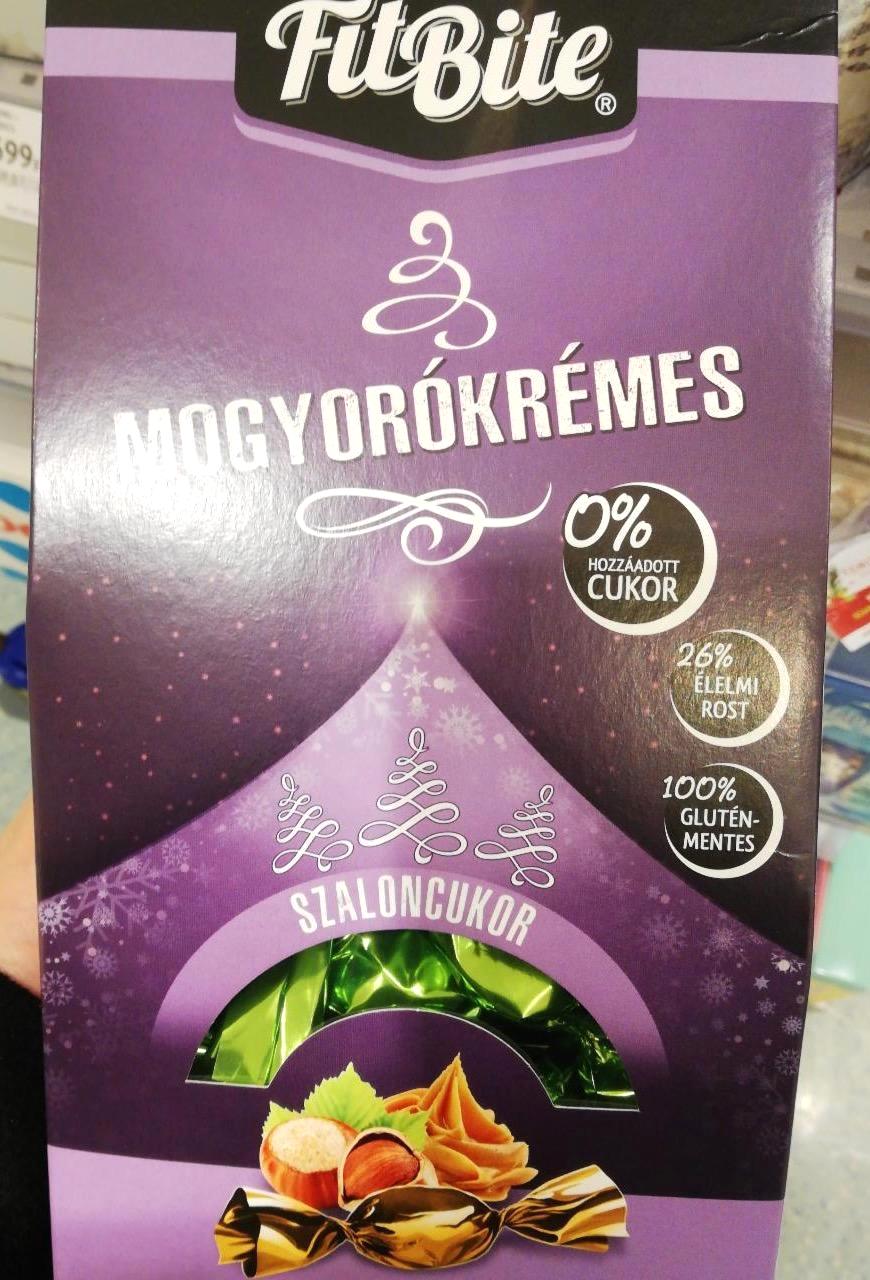 FitBite®
MOGYORÓKRÉMES
0%
HOZZÁADOTT
CUKOR
26%
ÉLELMI
ROST
100%
GLUTÉN-
MENTES
SZALONCUKOR